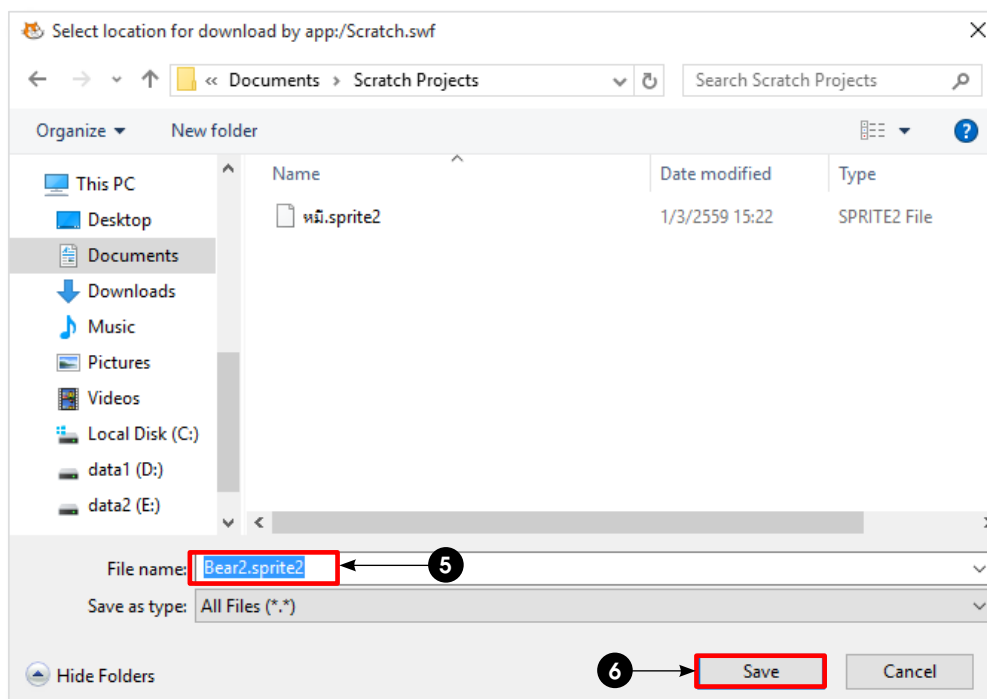 Select location for download by app:/Scratch.swf
« Documents › Scratch Projects
Search Scratch Projects
Organize
New folder
?
Name
Date modified
Type
หมี.sprite2
1/3/2559 15:22
SPRITE2 File
This PC
Desktop
Documents
Downloads
Music
Pictures
Videos
Local Disk (C:)
data1 (D:)
data2 (E:)
File name: Bear2.sprite2
5
Save as type: All Files (*.*)
Hide Folders
6
Save
Cancel